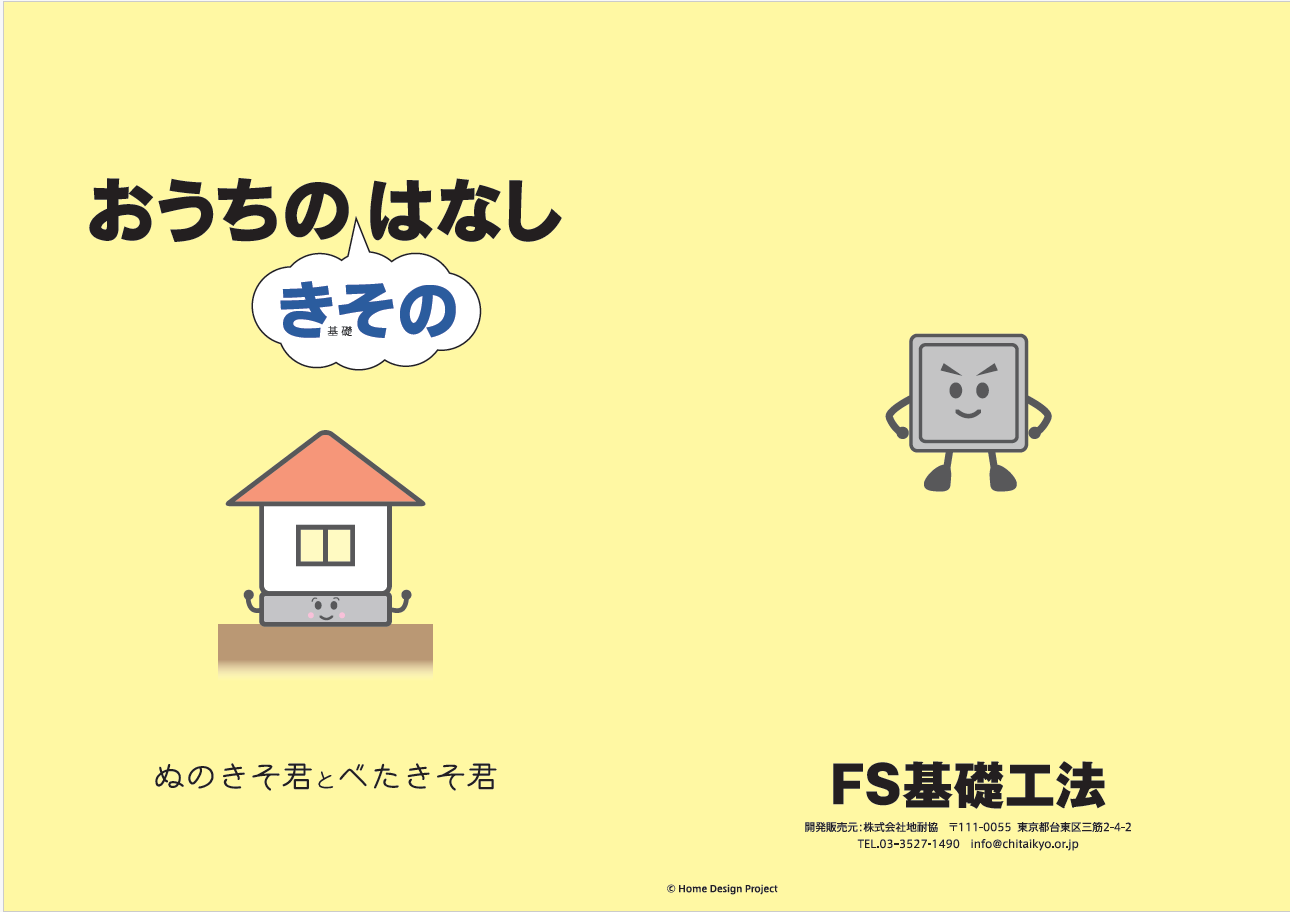 おうちの はなし
きその
基礎
ぬのきそ君とべたきそ君
FS基礎工法
開発販売元:株式会社地耐協 〒111-0055 東京都台東区三筋2-4-2
TEL.03-3527-1490 info@chitaikyo.or.jp
© Home Design Project